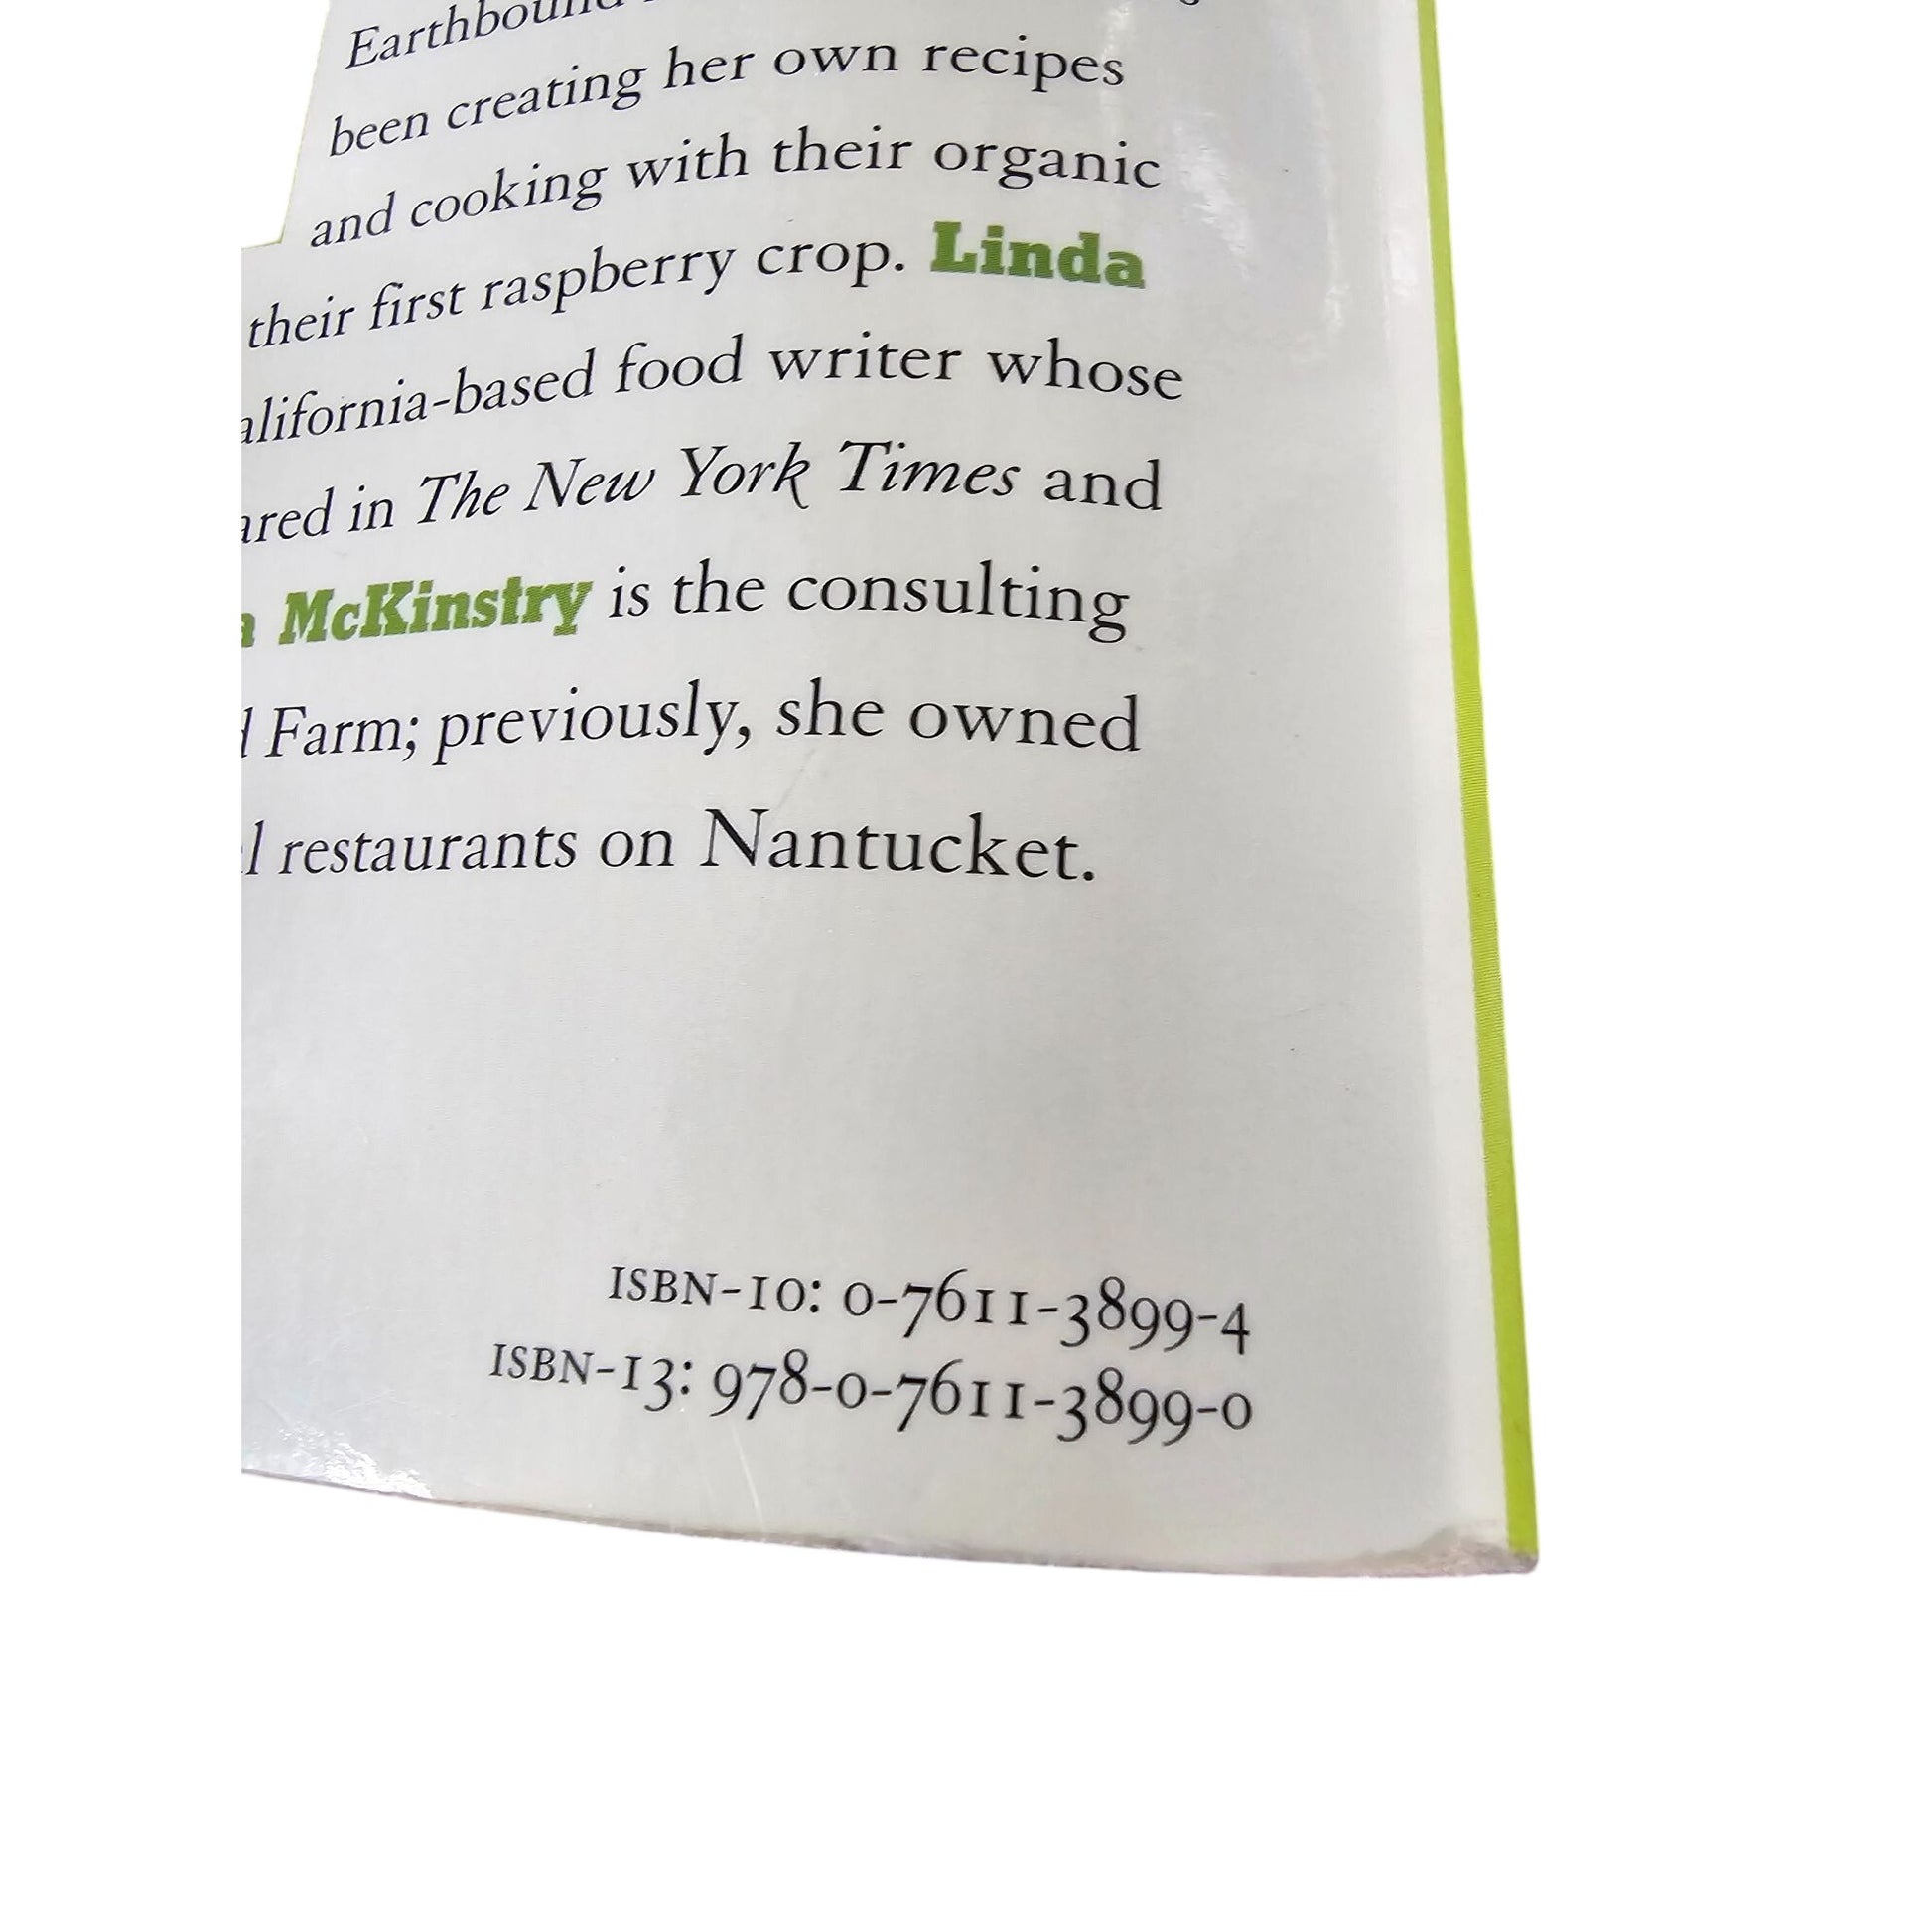 Earthbound
been creating her own recipes
and cooking with their organic
their first raspberry crop. Linda
alifornia-based food writer whose
ared in The New York Times and
McKinstry is the consulting
Farm; previously, she owned
l restaurants on Nantucket.
ISBN-10: 0-7611-3899-4
ISBN-13: 978-0-7611-3899-0